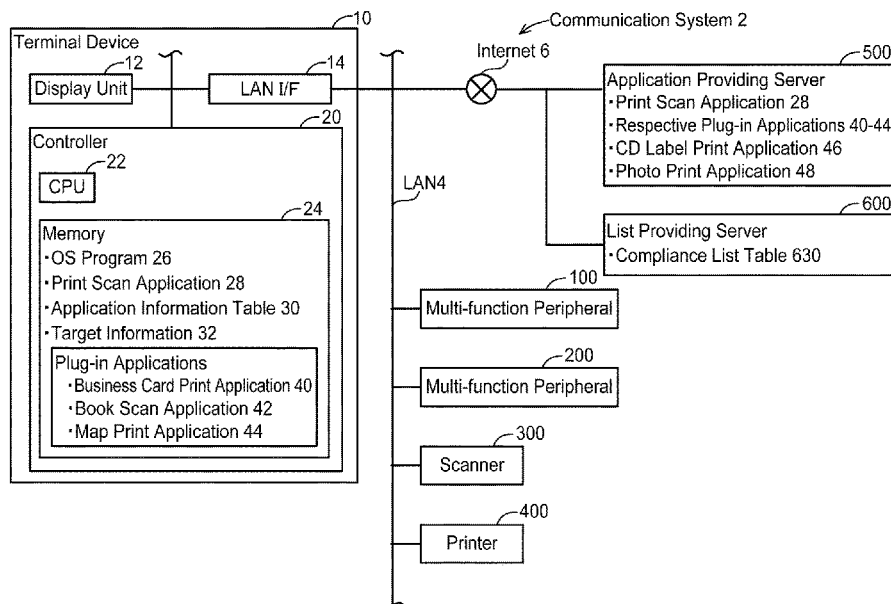 Communication System 2
10
Terminal Device
12
Display Unit
14
LAN I/F
Internet 6
500
Application Providing Server
・Print Scan Application 28
・Respective Plug-in Applications 40-44
・CD Label Print Application 46
・Photo Print Application 48
20
Controller
22
CPU
LAN4
24
Memory
・OS Program 26
・Print Scan Application 28
・Application Information Table 30
・Target Information 32
Plug-in Applications
・Business Card Print Application 40
・Book Scan Application 42
・Map Print Application 44
600
List Providing Server
・Compliance List Table 630
100
Multi-function Peripheral
200
Multi-function Peripheral
300
Scanner
400
Printer